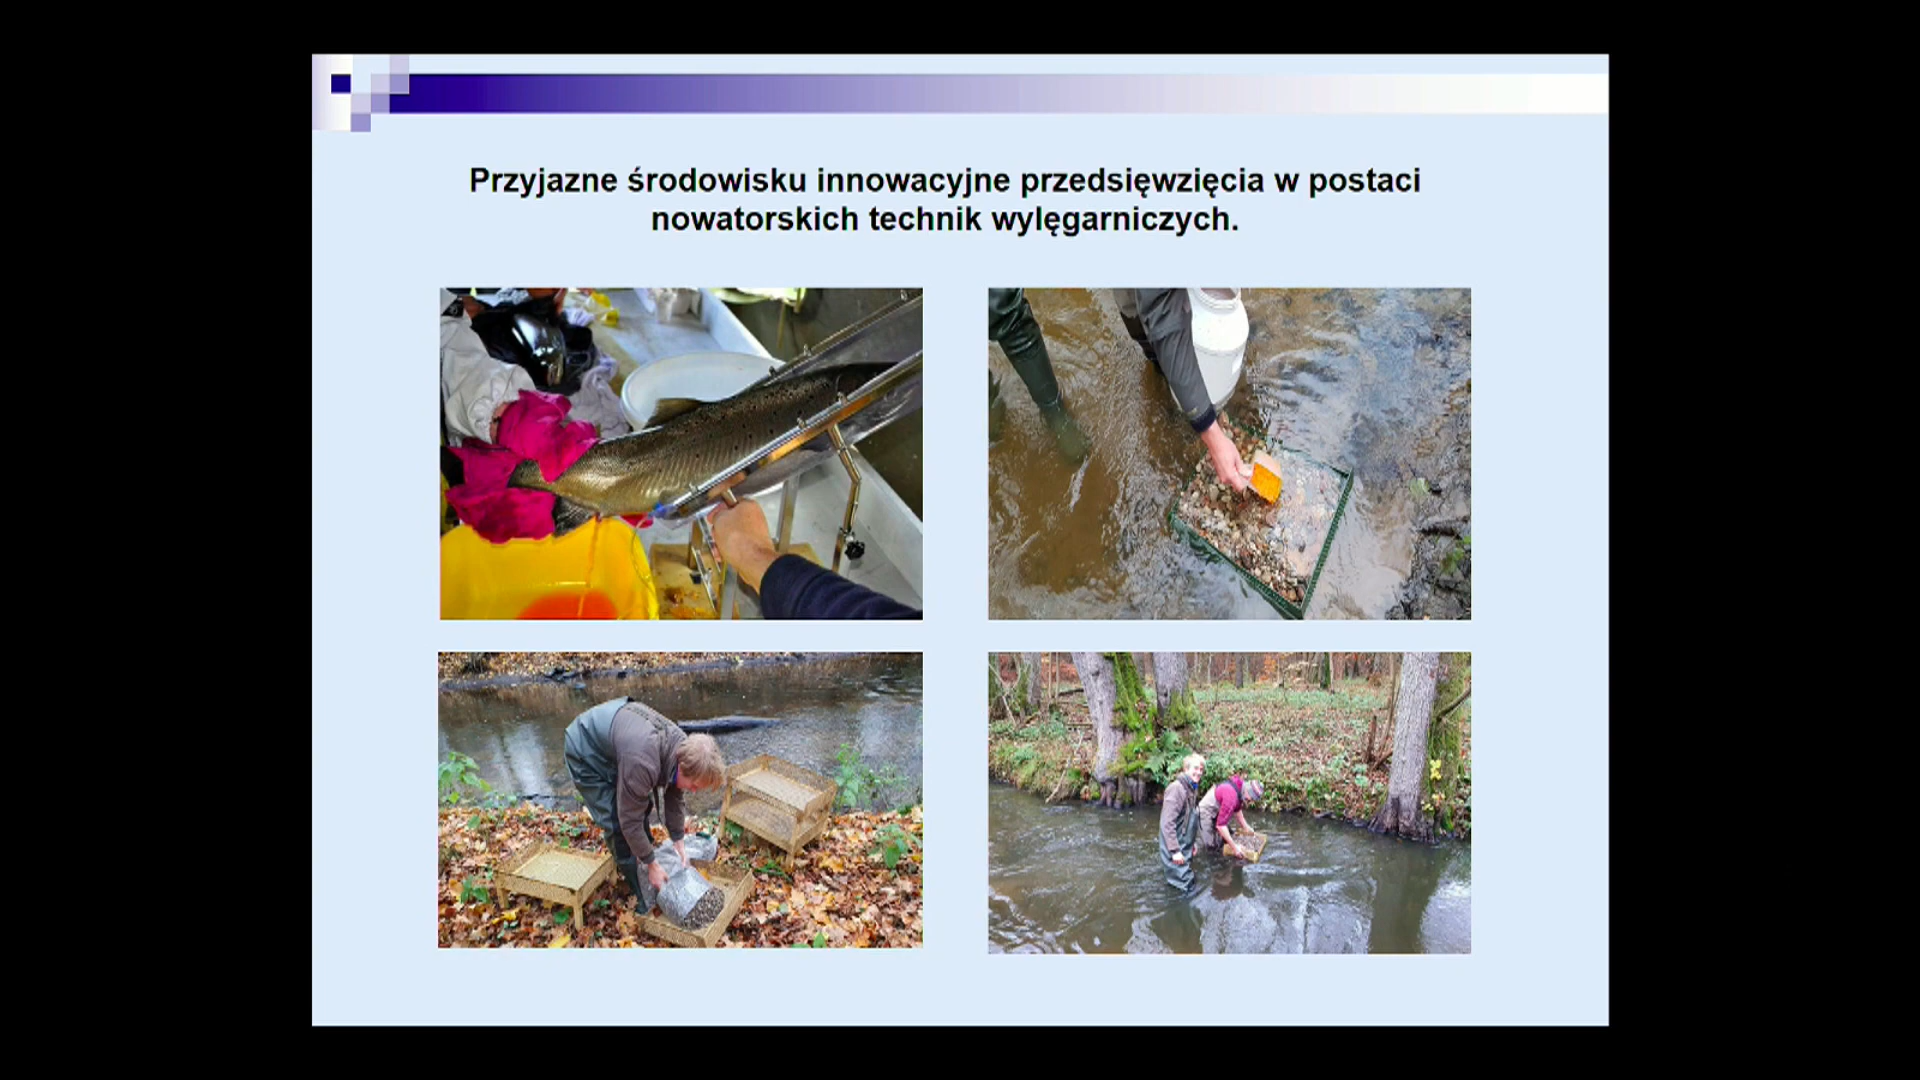 Przyjazne środowisku innowacyjne przedsięwzięcia w postaci
nowatorskich technik wylęgarniczych.